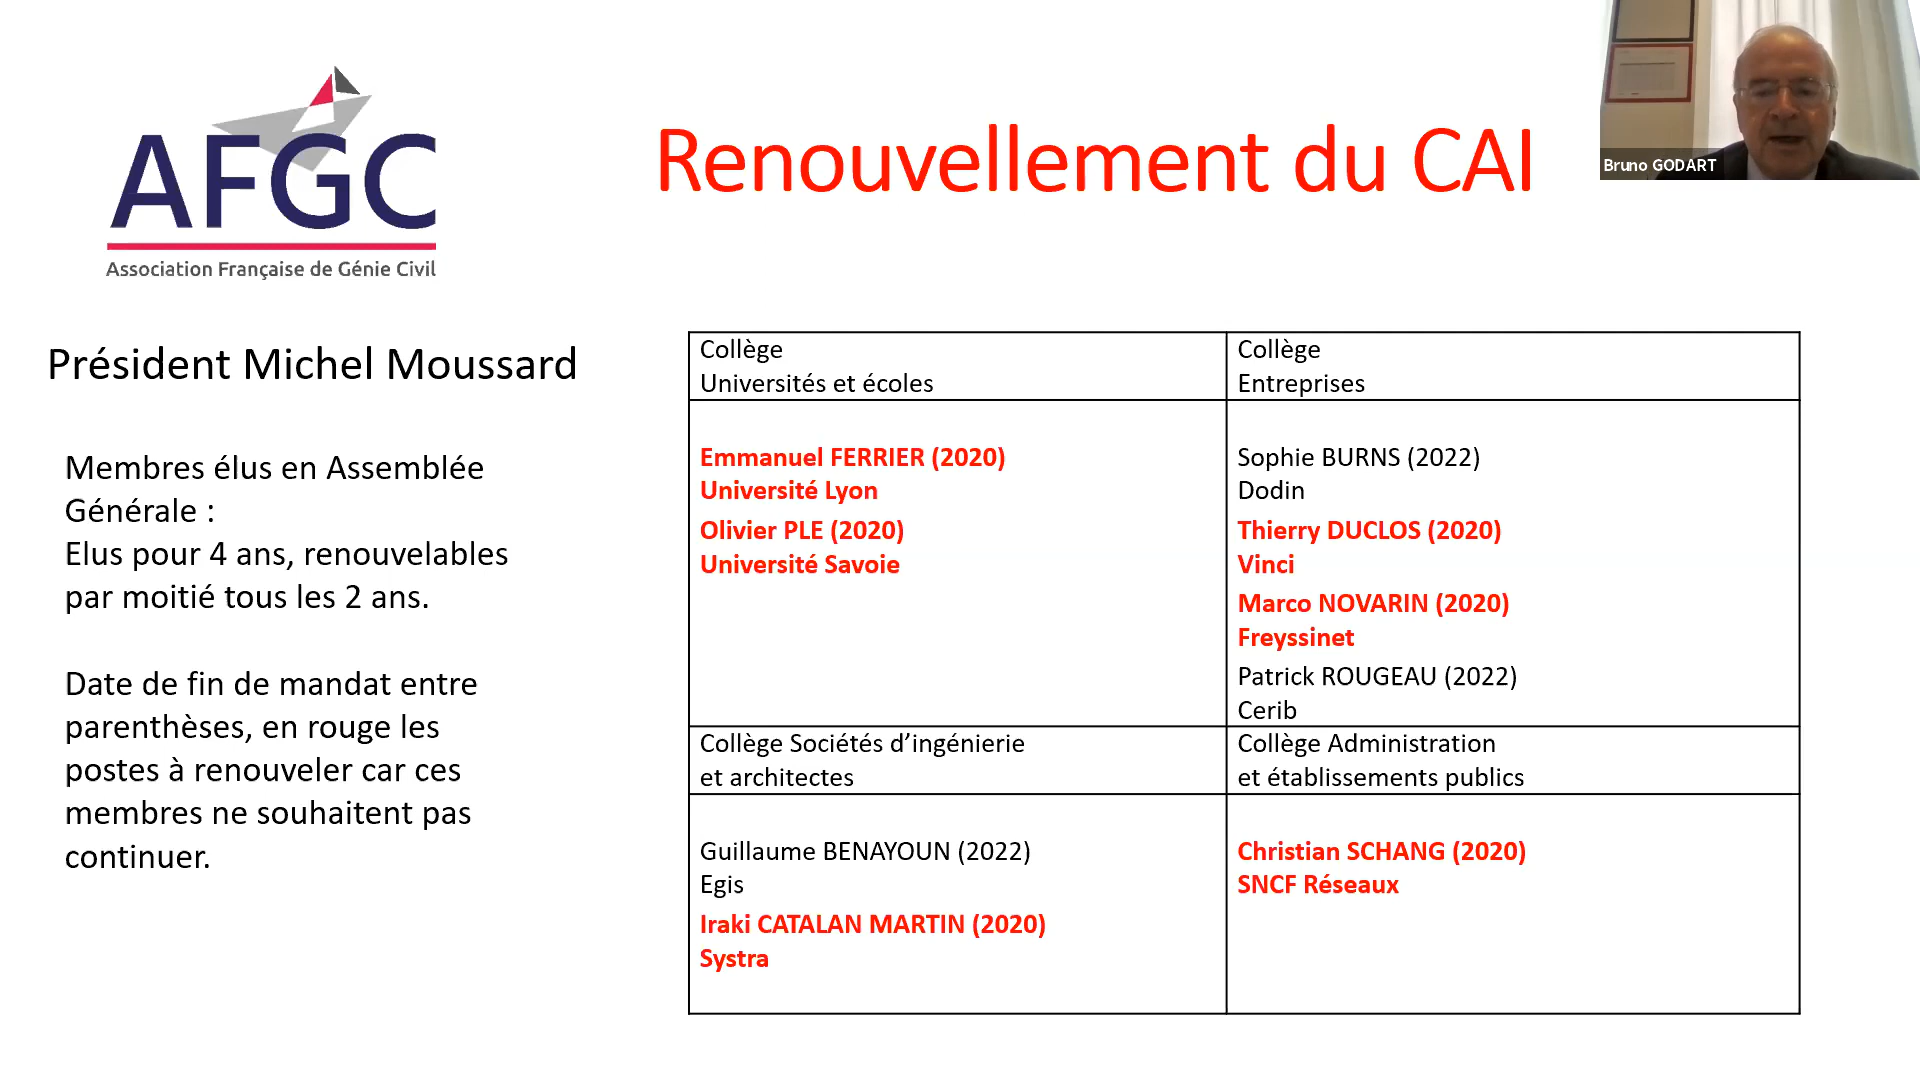 AFGC
Association Française de Génie Civil
Renouvellement du CAI
Bruno GODART
Président Michel Moussard
Membres élus en Assemblée
Générale :
Elus pour 4 ans, renouvelables
par moitié tous les 2 ans.
Date de fin de mandat entre
parenthèses, en rouge les
postes à renouveler car ces
membres ne souhaitent pas
continuer.
Collège
Universités et écoles
Collège
Entreprises
Emmanuel FERRIER (2020)
Université Lyon
Olivier PLE (2020)
Université Savoie
Sophie BURNS (2022)
Dodin
Thierry DUCLOS (2020)
Vinci
Marco NOVARIN (2020)
Freyssinet
Patrick ROUGEAU (2022)
Cerib
Collège Sociétés d’ingénierie
et architectes
Collège Administration
et établissements publics
Guillaume BENAYOUN (2022)
Egis
Iraki CATALAN MARTIN (2020)
Systra
Christian SCHANG (2020)
SNCF Réseaux